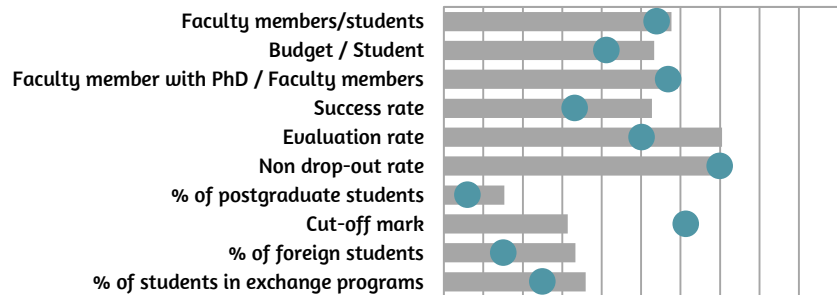 Faculty members/students
Budget / Student
Faculty member with PhD / Faculty members
Success rate
Evaluation rate
Non drop-out rate
% of postgraduate students
Cut-off mark
% of foreign students
% of students in exchange programs